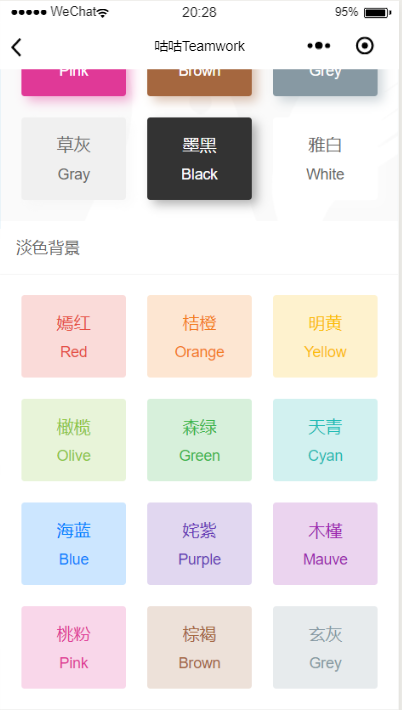 ●●●●● WeChat 20:28 95%
咕咕Teamwork
Pink Brown Grey
草灰 墨黑 雅白
Gray Black White
淡色背景
嫣红 桔橙 明黄
Red Orange Yellow
橄榄 森绿 天青
Olive Green Cyan
海蓝 姹紫 木槿
Blue Purple Mauve
桃粉 棕褐 玄灰
Pink Brown Grey